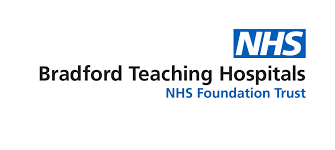 NHS
Bradford Teaching Hospitals
NHS Foundation Trust